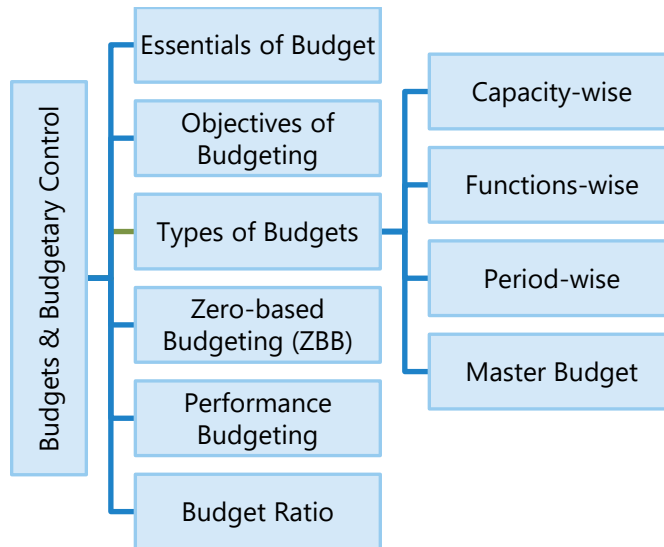 Budgets & Budgetary Control
Essentials of Budget
Objectives of
Budgeting
Types of Budgets
Zero-based
Budgeting (ZBB)
Performance
Budgeting
Budget Ratio
Capacity-wise
Functions-wise
Period-wise
Master Budget